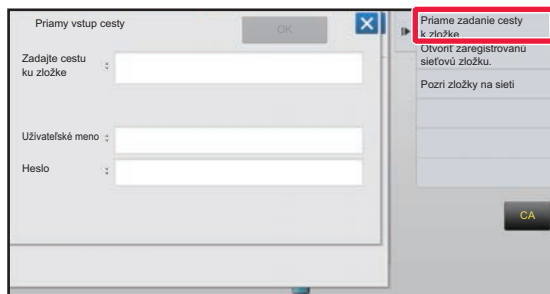 Priamy vstup cesty
OK
Zadajte cestu
ku zložke :
Užívateľské meno :
Heslo :
Priame zadanie cesty
k zložke
Otvoriť zaregistrovanú
sieťovú zložku.
Pozri zložky na sieti
CA